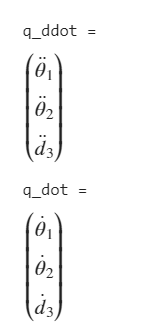 q_ddot =
θ̈₁
θ̈₂
d̈₃
q_dot =
θ̇₁
θ̇₂
ḋ₃